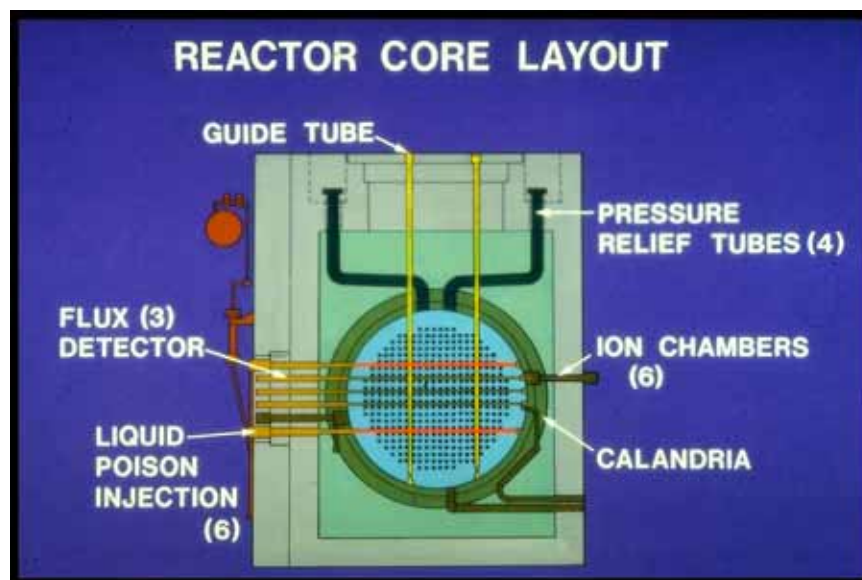 REACTOR CORE LAYOUT
GUIDE TUBE
PRESSURE
RELIEF TUBES (4)
FLUX (3)
DETECTOR
ION CHAMBERS
(6)
LIQUID
POISON
INJECTION
(6)
CALANDRIA